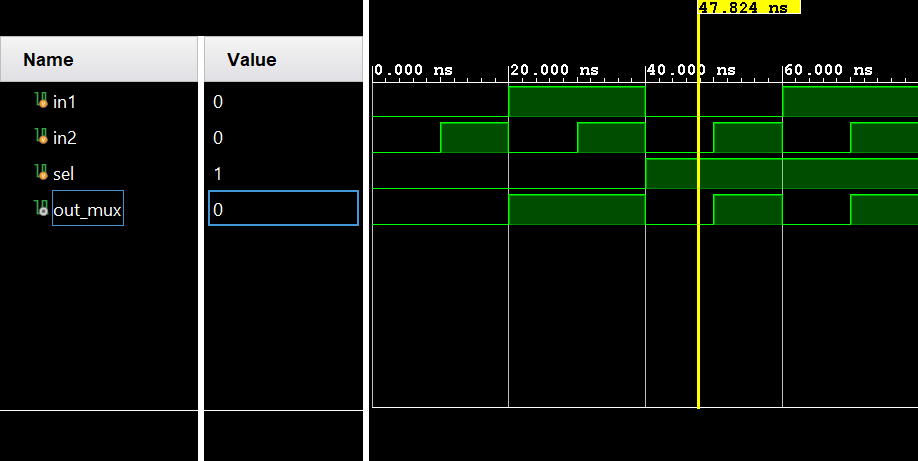 47.824 ns
Name Value
0.000 ns 20.000 ns 40.000 ns 60.000 ns
in1 0
in2 0
sel 1
out_mux 0